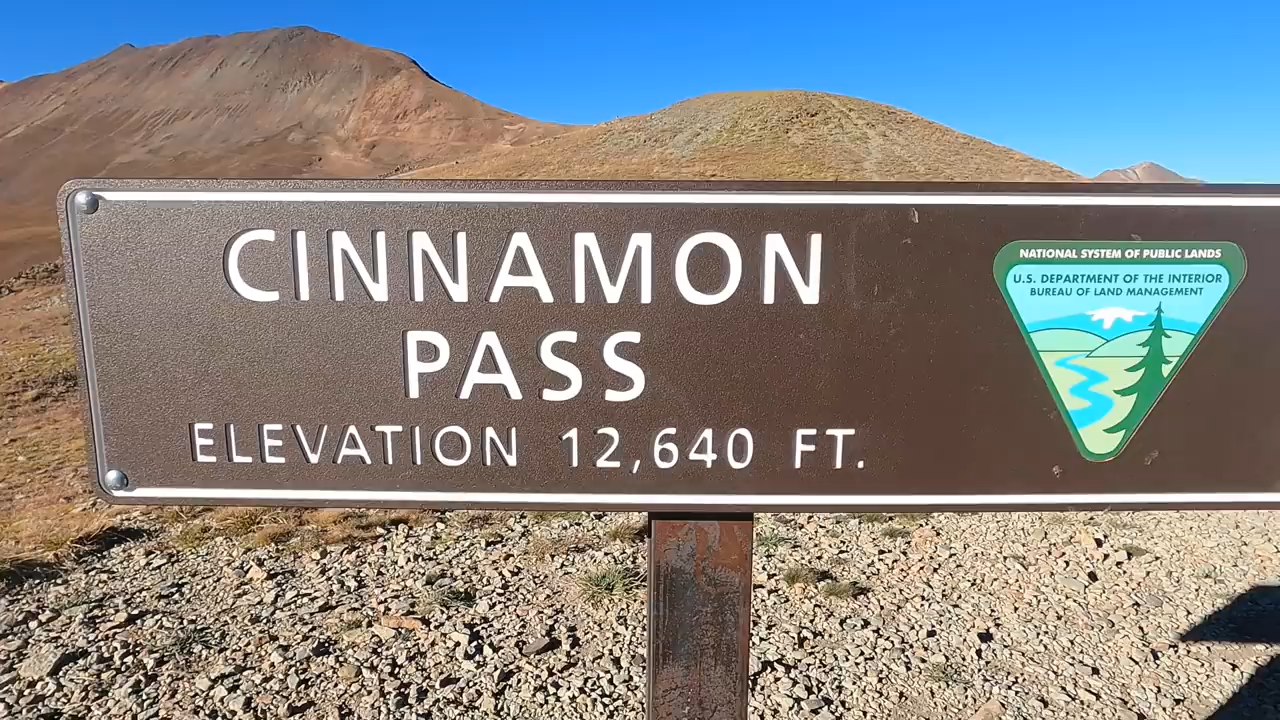 CINNAMON
PASS
ELEVATION 12,640 FT.
NATIONAL SYSTEM OF PUBLIC LANDS
U.S. DEPARTMENT OF THE INTERIOR
BUREAU OF LAND MANAGEMENT